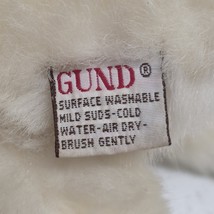 GUND®
SURFACE WASHABLE
MILD SUDS-COLD
WATER-AIR DRY-
BRUSH GENTLY